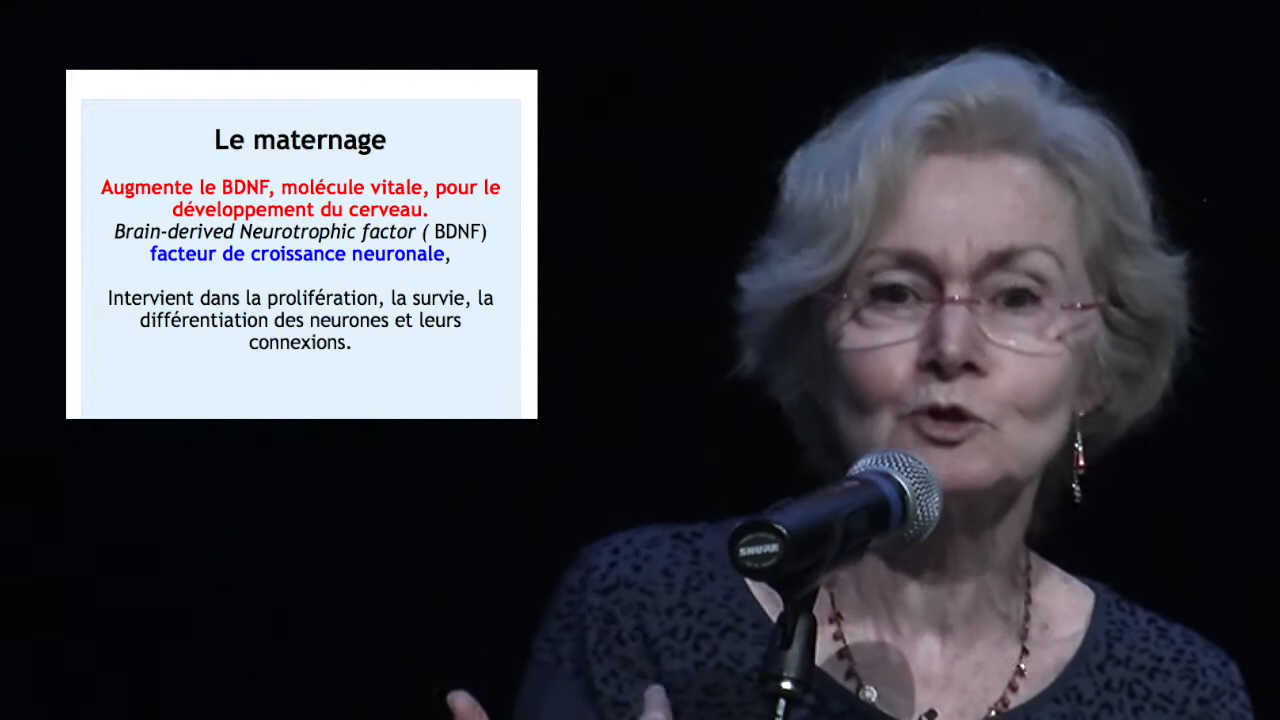 Le maternage
Augmente le BDNF, molécule vitale, pour le
développement du cerveau.
Brain-derived Neurotrophic factor ( BDNF)
facteur de croissance neuronale,
Intervient dans la prolifération, la survie, la
différentiation des neurones et leurs
connexions.
SHURE